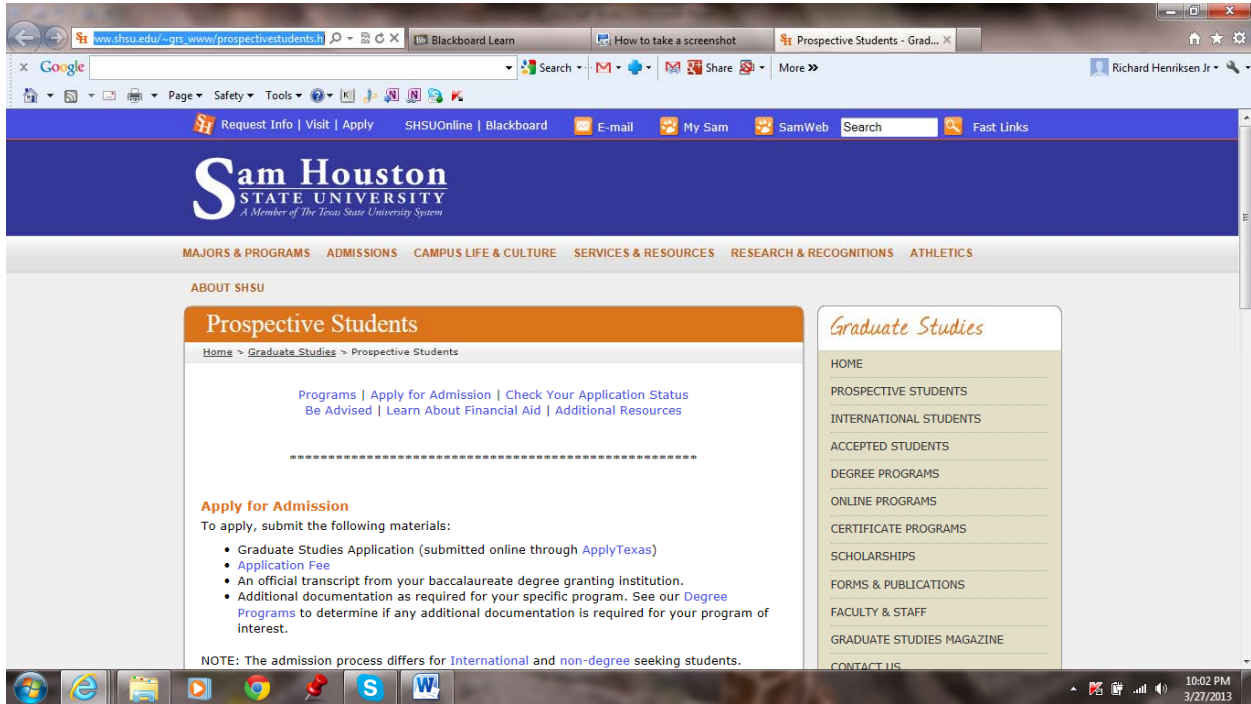 ww.shsu.edu/~grs_www/prospectivestudents.h
Blackboard Learn
How to take a screenshot
Prospective Students - Grad...
x Google
Search
Share
More »
Richard Henriksen Jr
Page Safety Tools
Request Info | Visit | Apply SHSUOnline | Blackboard E-mail My Sam SamWeb Search Fast Links
Sam Houston
STATE UNIVERSITY
A Member of The Texas State University System
MAJORS & PROGRAMS ADMISSIONS CAMPUS LIFE & CULTURE SERVICES & RESOURCES RESEARCH & RECOGNITIONS ATHLETICS
ABOUT SHSU
Prospective Students
Home > Graduate Studies > Prospective Students
Programs | Apply for Admission | Check Your Application Status
Be Advised | Learn About Financial Aid | Additional Resources
*****************************************************
Apply for Admission
To apply, submit the following materials:
• Graduate Studies Application (submitted online through ApplyTexas)
• Application Fee
• An official transcript from your baccalaureate degree granting institution.
• Additional documentation as required for your specific program. See our Degree
Programs to determine if any additional documentation is required for your program of
interest.
NOTE: The admission process differs for International and non-degree seeking students.
Graduate Studies
HOME
PROSPECTIVE STUDENTS
INTERNATIONAL STUDENTS
ACCEPTED STUDENTS
DEGREE PROGRAMS
ONLINE PROGRAMS
CERTIFICATE PROGRAMS
SCHOLARSHIPS
FORMS & PUBLICATIONS
FACULTY & STAFF
GRADUATE STUDIES MAGAZINE
CONTACT US
10:02 PM
3/27/2013